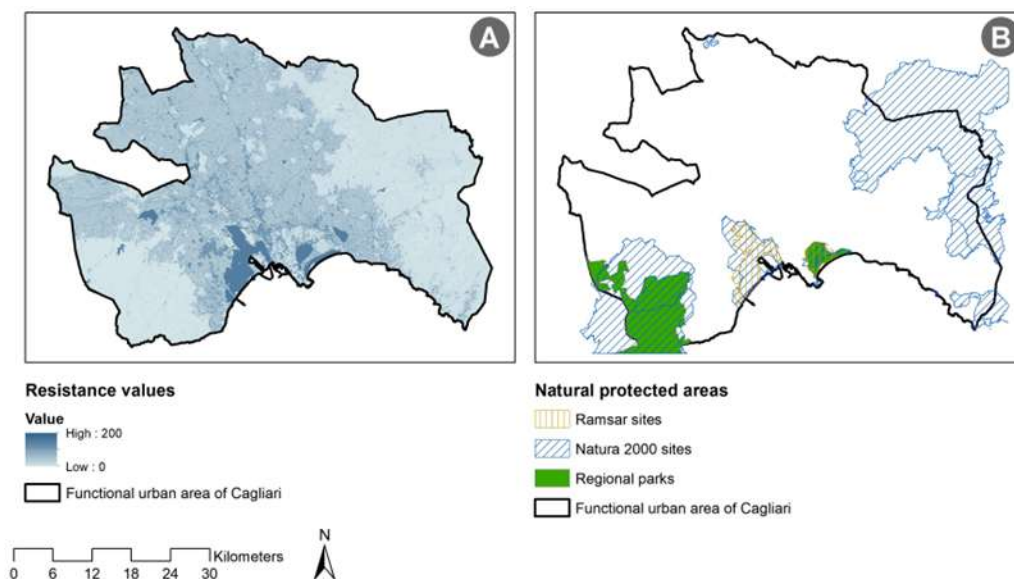 A
B
Resistance values
Value
High : 200
Low : 0
Functional urban area of Cagliari
Natural protected areas
Ramsar sites
Natura 2000 sites
Regional parks
Functional urban area of Cagliari
Kilometers
0 6 12 18 24 30
N